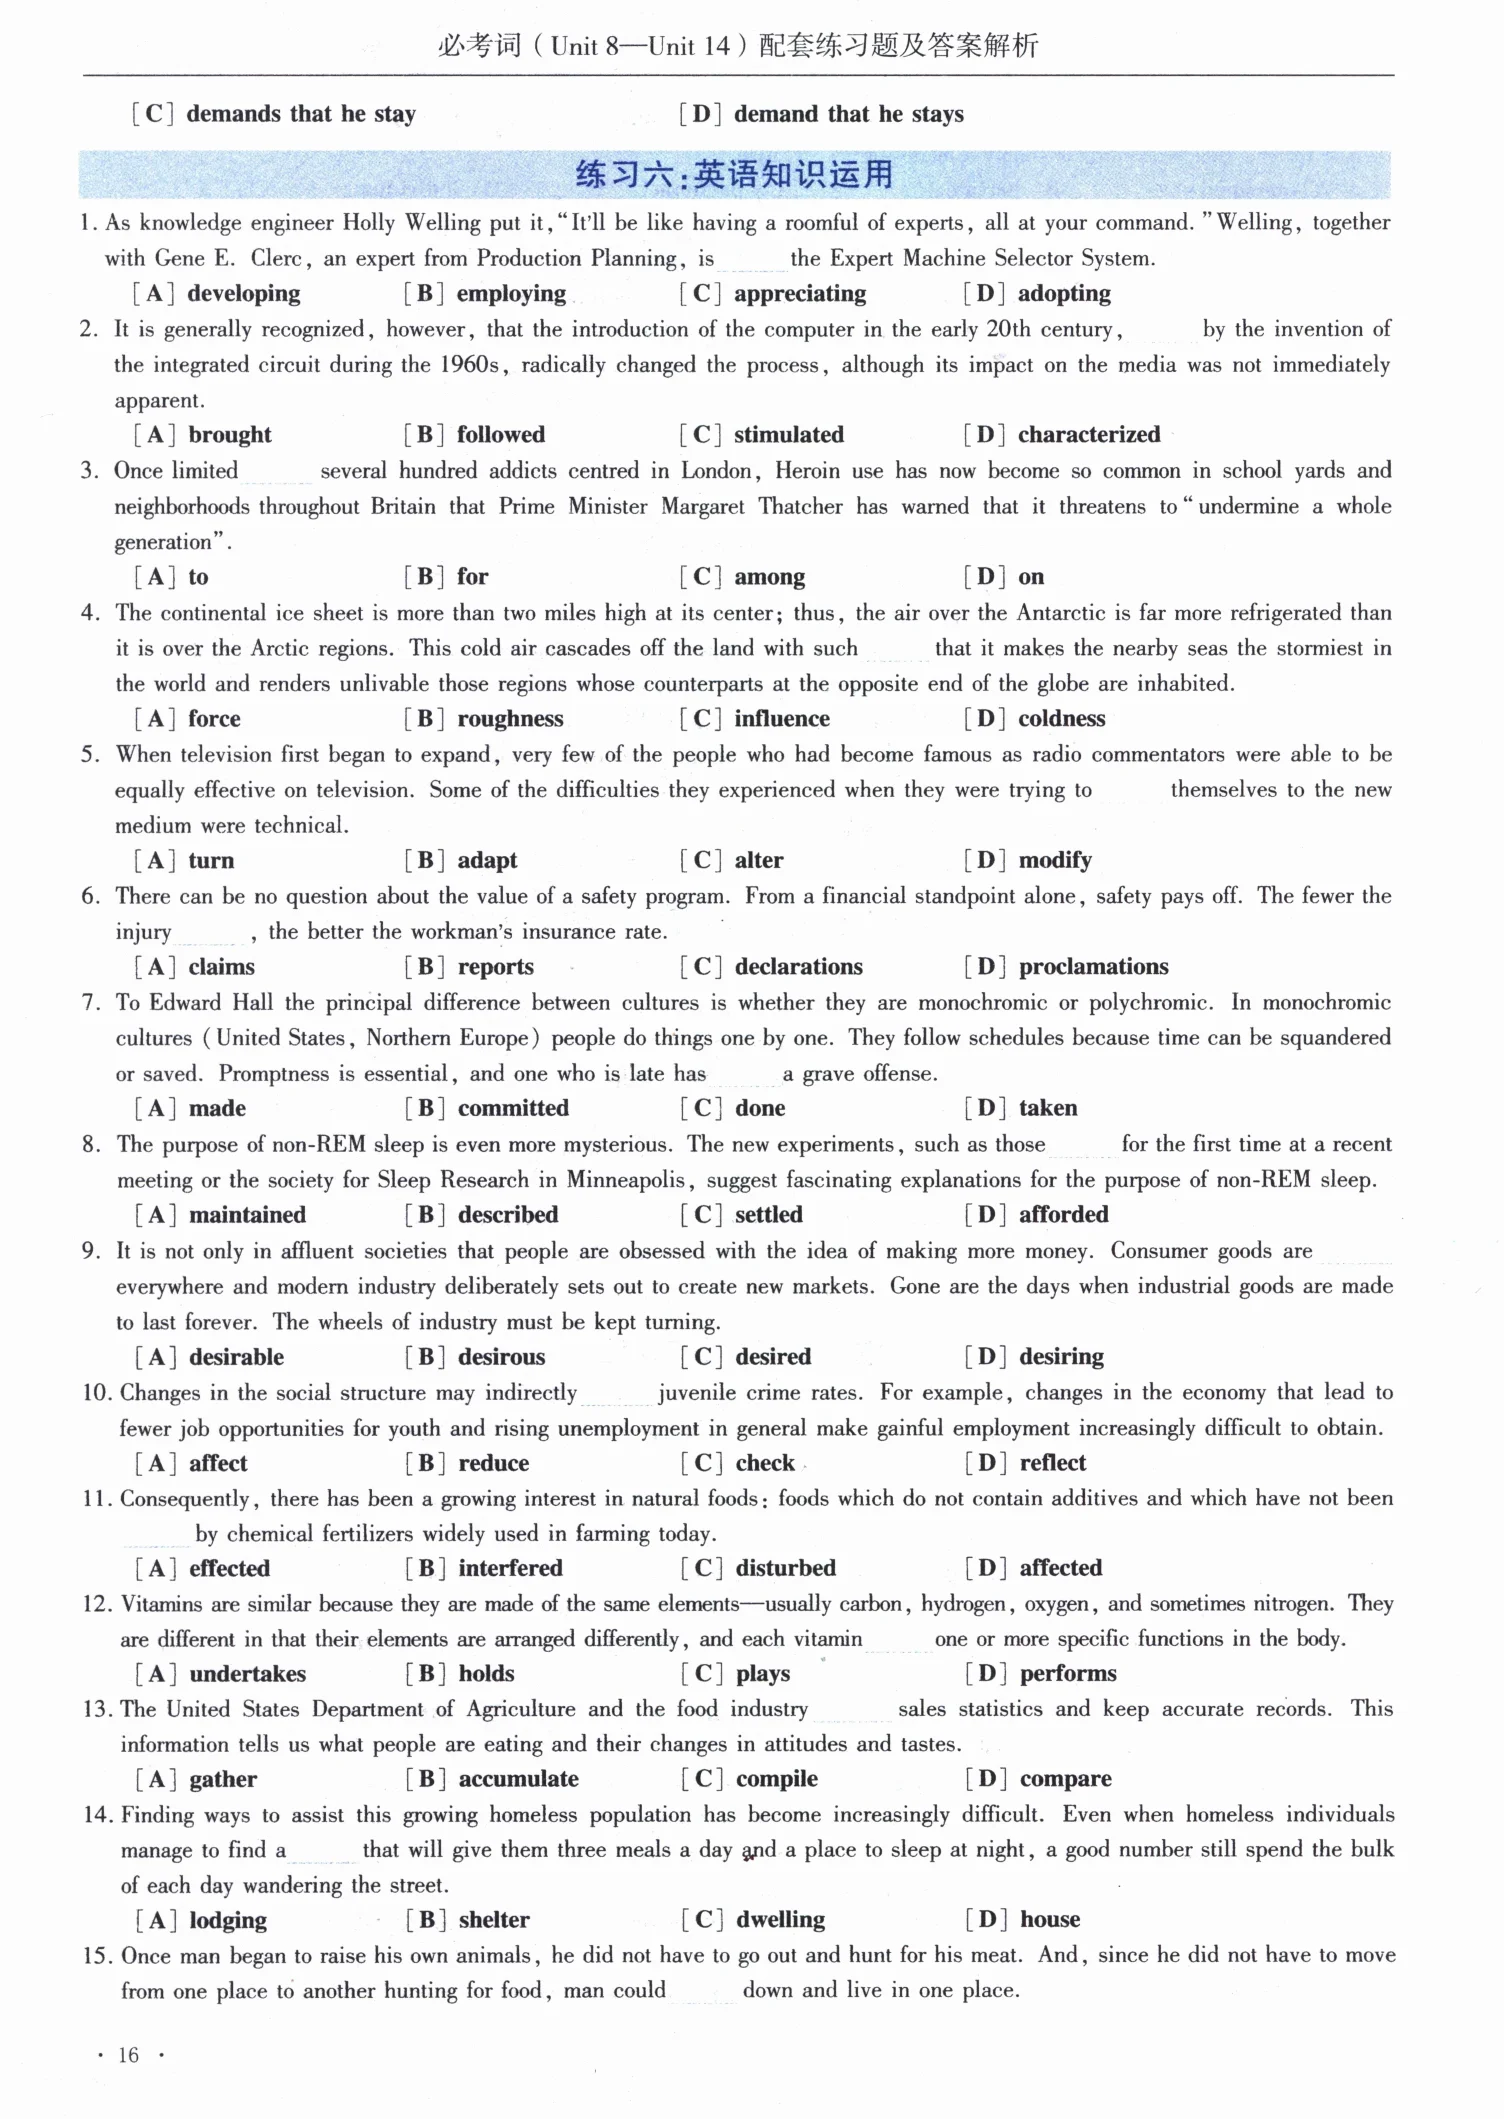 必考词（Unit 8—Unit 14）配套练习题及答案解析
[C] demands that he stay [D] demand that he stays
练习六:英语知识运用
1. As knowledge engineer Holly Welling put it,“It'll be like having a roomful of experts, all at your command.”Welling, together
with Gene E. Clerc, an expert from Production Planning, is ______ the Expert Machine Selector System.
[A] developing [B] employing [C] appreciating [D] adopting
2. It is generally recognized, however, that the introduction of the computer in the early 20th century, ______ by the invention of
the integrated circuit during the 1960s, radically changed the process, although its impact on the media was not immediately
apparent.
[A] brought [B] followed [C] stimulated [D] characterized
3. Once limited ______ several hundred addicts centred in London, Heroin use has now become so common in school yards and
neighborhoods throughout Britain that Prime Minister Margaret Thatcher has warned that it threatens to“undermine a whole
generation”.
[A] to [B] for [C] among [D] on
4. The continental ice sheet is more than two miles high at its center; thus, the air over the Antarctic is far more refrigerated than
it is over the Arctic regions. This cold air cascades off the land with such ______ that it makes the nearby seas the stormiest in
the world and renders unlivable those regions whose counterparts at the opposite end of the globe are inhabited.
[A] force [B] roughness [C] influence [D] coldness
5. When television first began to expand, very few of the people who had become famous as radio commentators were able to be
equally effective on television. Some of the difficulties they experienced when they were trying to ______ themselves to the new
medium were technical.
[A] turn [B] adapt [C] alter [D] modify
6. There can be no question about the value of a safety program. From a financial standpoint alone, safety pays off. The fewer the
injury ______, the better the workman's insurance rate.
[A] claims [B] reports [C] declarations [D] proclamations
7. To Edward Hall the principal difference between cultures is whether they are monochromic or polychromic. In monochromic
cultures (United States, Northern Europe) people do things one by one. They follow schedules because time can be squandered
or saved. Promptness is essential, and one who is late has ______ a grave offense.
[A] made [B] committed [C] done [D] taken
8. The purpose of non-REM sleep is even more mysterious. The new experiments, such as those ______ for the first time at a recent
meeting or the society for Sleep Research in Minneapolis, suggest fascinating explanations for the purpose of non-REM sleep.
[A] maintained [B] described [C] settled [D] afforded
9. It is not only in affluent societies that people are obsessed with the idea of making more money. Consumer goods are ______
everywhere and modern industry deliberately sets out to create new markets. Gone are the days when industrial goods are made
to last forever. The wheels of industry must be kept turning.
[A] desirable [B] desirous [C] desired [D] desiring
10. Changes in the social structure may indirectly ______ juvenile crime rates. For example, changes in the economy that lead to
fewer job opportunities for youth and rising unemployment in general make gainful employment increasingly difficult to obtain.
[A] affect [B] reduce [C] check [D] reflect
11. Consequently, there has been a growing interest in natural foods: foods which do not contain additives and which have not been
______ by chemical fertilizers widely used in farming today.
[A] effected [B] interfered [C] disturbed [D] affected
12. Vitamins are similar because they are made of the same elements—usually carbon, hydrogen, oxygen, and sometimes nitrogen. They
are different in that their elements are arranged differently, and each vitamin ______ one or more specific functions in the body.
[A] undertakes [B] holds [C] plays [D] performs
13. The United States Department of Agriculture and the food industry ______ sales statistics and keep accurate records. This
information tells us what people are eating and their changes in attitudes and tastes.
[A] gather [B] accumulate [C] compile [D] compare
14. Finding ways to assist this growing homeless population has become increasingly difficult. Even when homeless individuals
manage to find a ______ that will give them three meals a day and a place to sleep at night, a good number still spend the bulk
of each day wandering the street.
[A] lodging [B] shelter [C] dwelling [D] house
15. Once man began to raise his own animals, he did not have to go out and hunt for his meat. And, since he did not have to move
from one place to another hunting for food, man could ______ down and live in one place.
· 16 ·